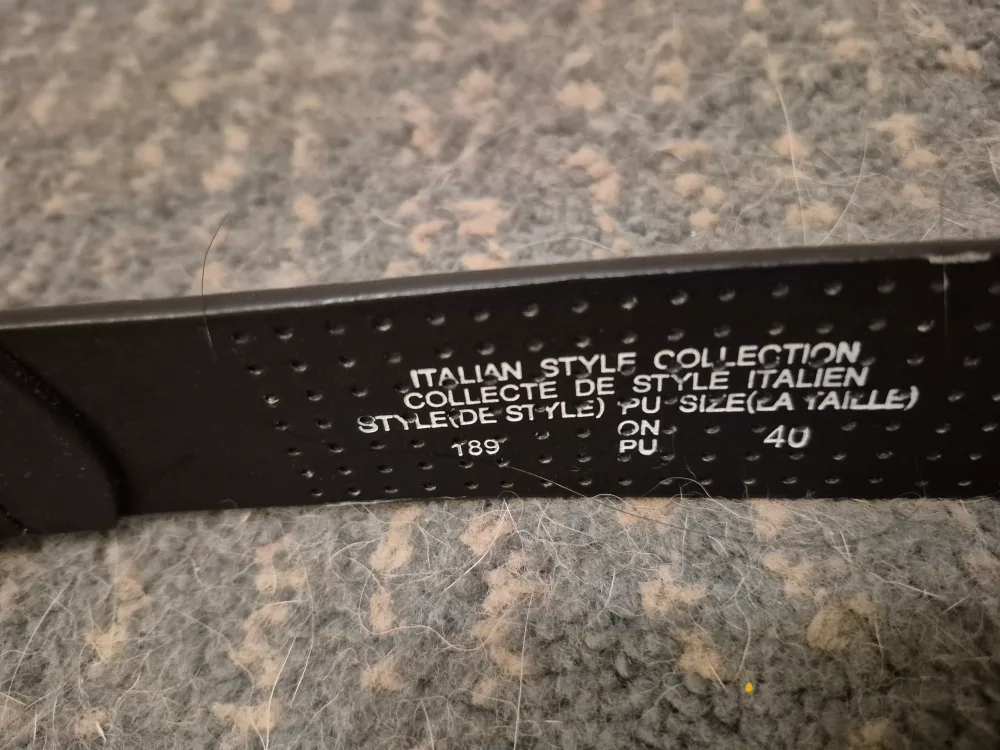 ITALIAN STYLE COLLECTION
COLLECTE DE STYLE ITALIEN
STYLE(DE STYLE) PU SIZE(LA TAILLE)
ON
189 PU 40